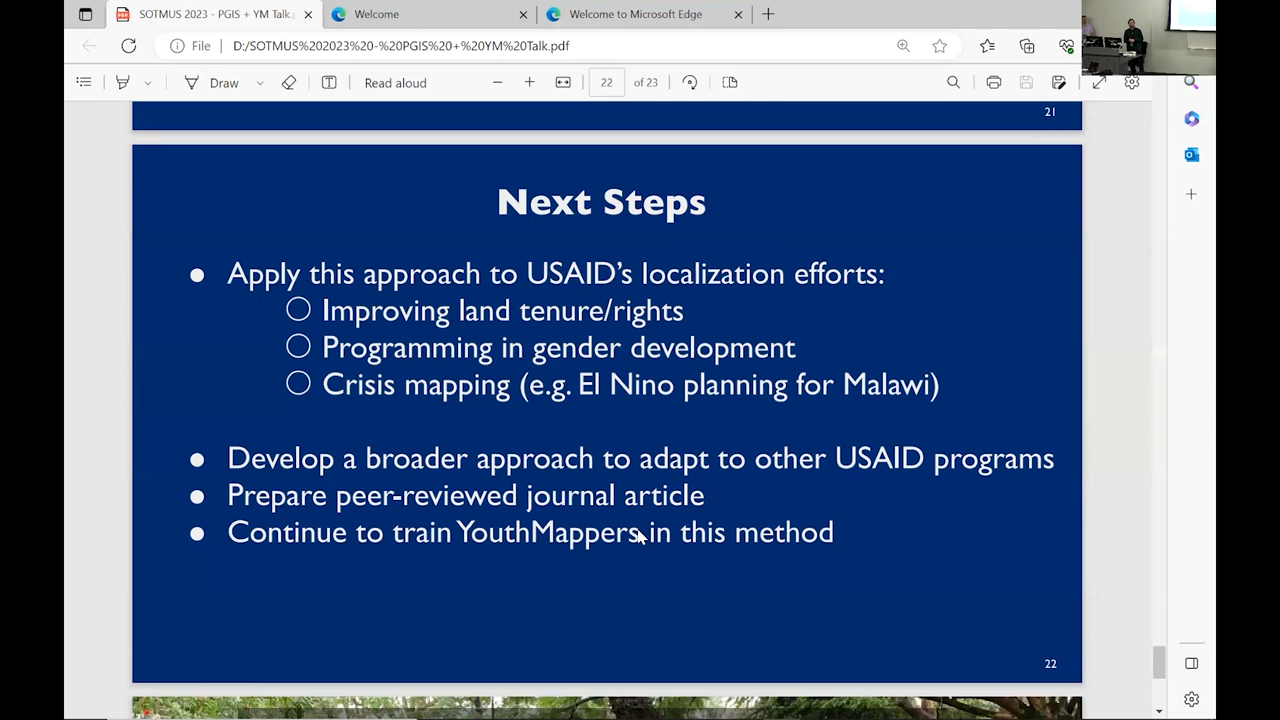 SOTMUS 2023 - PGIS + YM Talk.
Welcome
Welcome to Microsoft Edge
File
D:/SOTMUS%202023%20-%20PGIS%20+%20YM%20Talk.pdf
Draw
Read aloud
22
of 23
21
Next Steps
● Apply this approach to USAID’s localization efforts:
○ Improving land tenure/rights
○ Programming in gender development
○ Crisis mapping (e.g. El Nino planning for Malawi)
● Develop a broader approach to adapt to other USAID programs
● Prepare peer-reviewed journal article
● Continue to train YouthMappers in this method
22